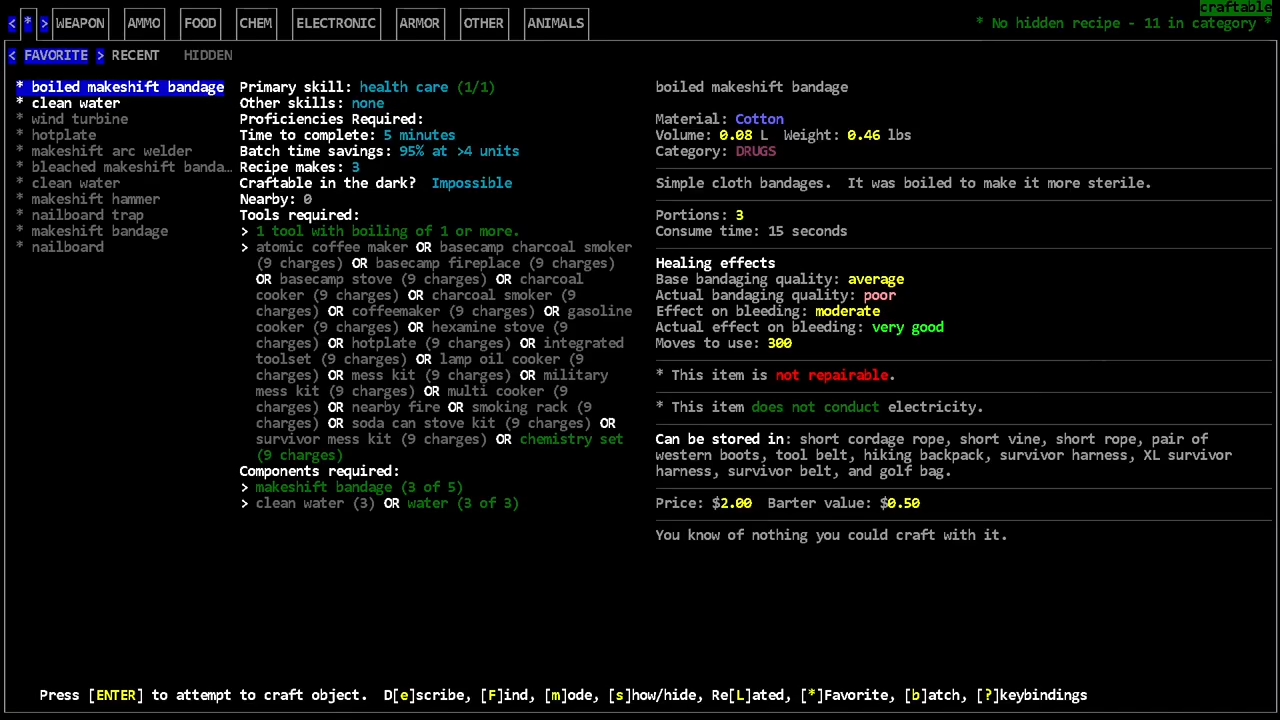 craftable
< * > WEAPON AMMO FOOD CHEM ELECTRONIC ARMOR OTHER ANIMALS * No hidden recipe - 11 in category *
< FAVORITE > RECENT HIDDEN
* boiled makeshift bandage
* clean water
* wind turbine
* hotplate
* makeshift arc welder
* bleached makeshift banda…
* clean water
* makeshift hammer
* nailboard trap
* makeshift bandage
* nailboard
Primary skill: health care (1/1)
Other skills: none
Proficiencies Required:
Time to complete: 5 minutes
Batch time savings: 95% at >4 units
Recipe makes: 3
Craftable in the dark? Impossible
Nearby: 0
Tools required:
> 1 tool with boiling of 1 or more.
> atomic coffee maker OR basecamp charcoal smoker
(9 charges) OR basecamp fireplace (9 charges)
OR basecamp stove (9 charges) OR charcoal
cooker (9 charges) OR charcoal smoker (9
charges) OR coffeemaker (9 charges) OR gasoline
cooker (9 charges) OR hexamine stove (9
charges) OR hotplate (9 charges) OR integrated
toolset (9 charges) OR lamp oil cooker (9
charges) OR mess kit (9 charges) OR military
mess kit (9 charges) OR multi cooker (9
charges) OR nearby fire OR smoking rack (9
charges) OR soda can stove kit (9 charges) OR
survivor mess kit (9 charges) OR chemistry set
(9 charges)
Components required:
> makeshift bandage (3 of 5)
> clean water (3) OR water (3 of 3)
boiled makeshift bandage
Material: Cotton
Volume: 0.08 L Weight: 0.46 lbs
Category: DRUGS
Simple cloth bandages. It was boiled to make it more sterile.
Portions: 3
Consume time: 15 seconds
Healing effects
Base bandaging quality: average
Actual bandaging quality: poor
Effect on bleeding: moderate
Actual effect on bleeding: very good
Moves to use: 300
* This item is not repairable.
* This item does not conduct electricity.
Can be stored in: short cordage rope, short vine, short rope, pair of
western boots, tool belt, hiking backpack, survivor harness, XL survivor
harness, survivor belt, and golf bag.
Price: $2.00 Barter value: $0.50
You know of nothing you could craft with it.
Press [ENTER] to attempt to craft object. D[e]scribe, [F]ind, [m]ode, [s]how/hide, Re[L]ated, [*]Favorite, [b]atch, [?]keybindings